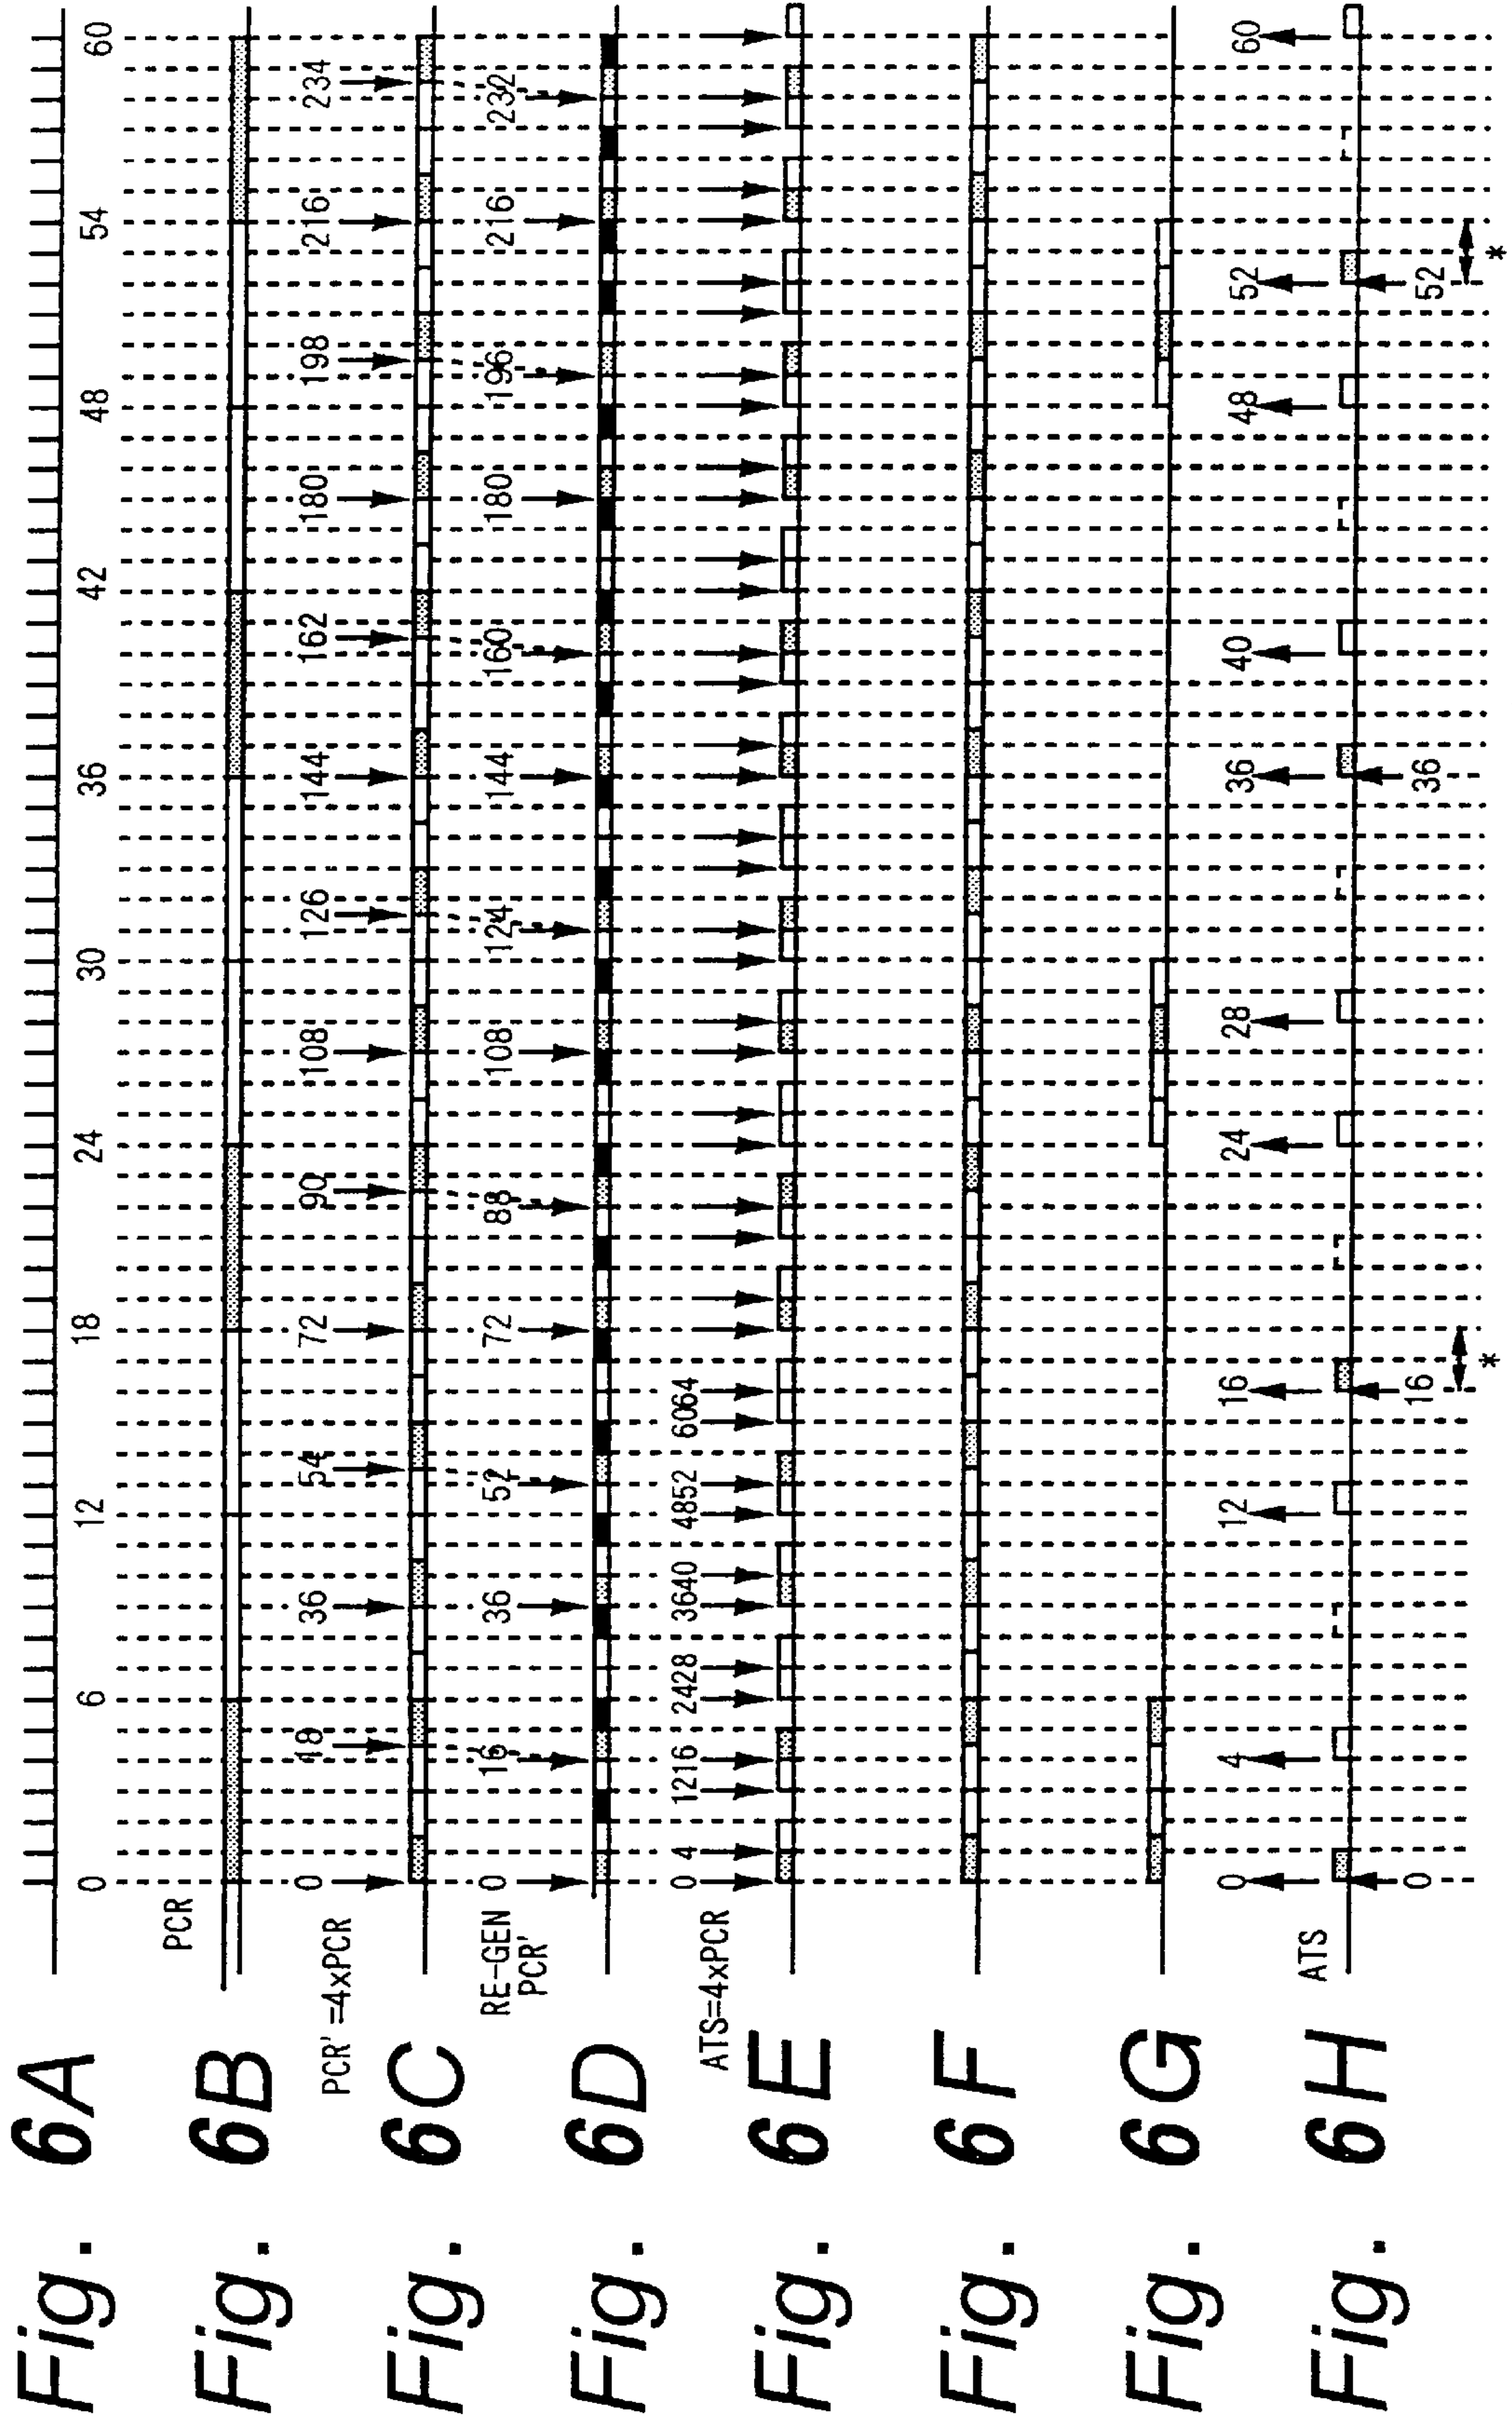 Fig. 6A
0 6 12 18 24 30 36 42 48 54 60
Fig. 6B
PCR
PCR'=4xPCR
0 18 36 54 72 90 108 126 144 162 180 198 216 234
Fig. 6C
RE-GEN
PCR'
0 16 36 52 72 88 108 124 144 160 180 196 216 232
Fig. 6D
ATS=4xPCR
0 4 1216 2428 3640 4852 6064
Fig. 6E
Fig. 6F
Fig. 6G
0 4 12 16 24 28 36 40 48 52 60
ATS
Fig. 6H
0 16 36 52
* *